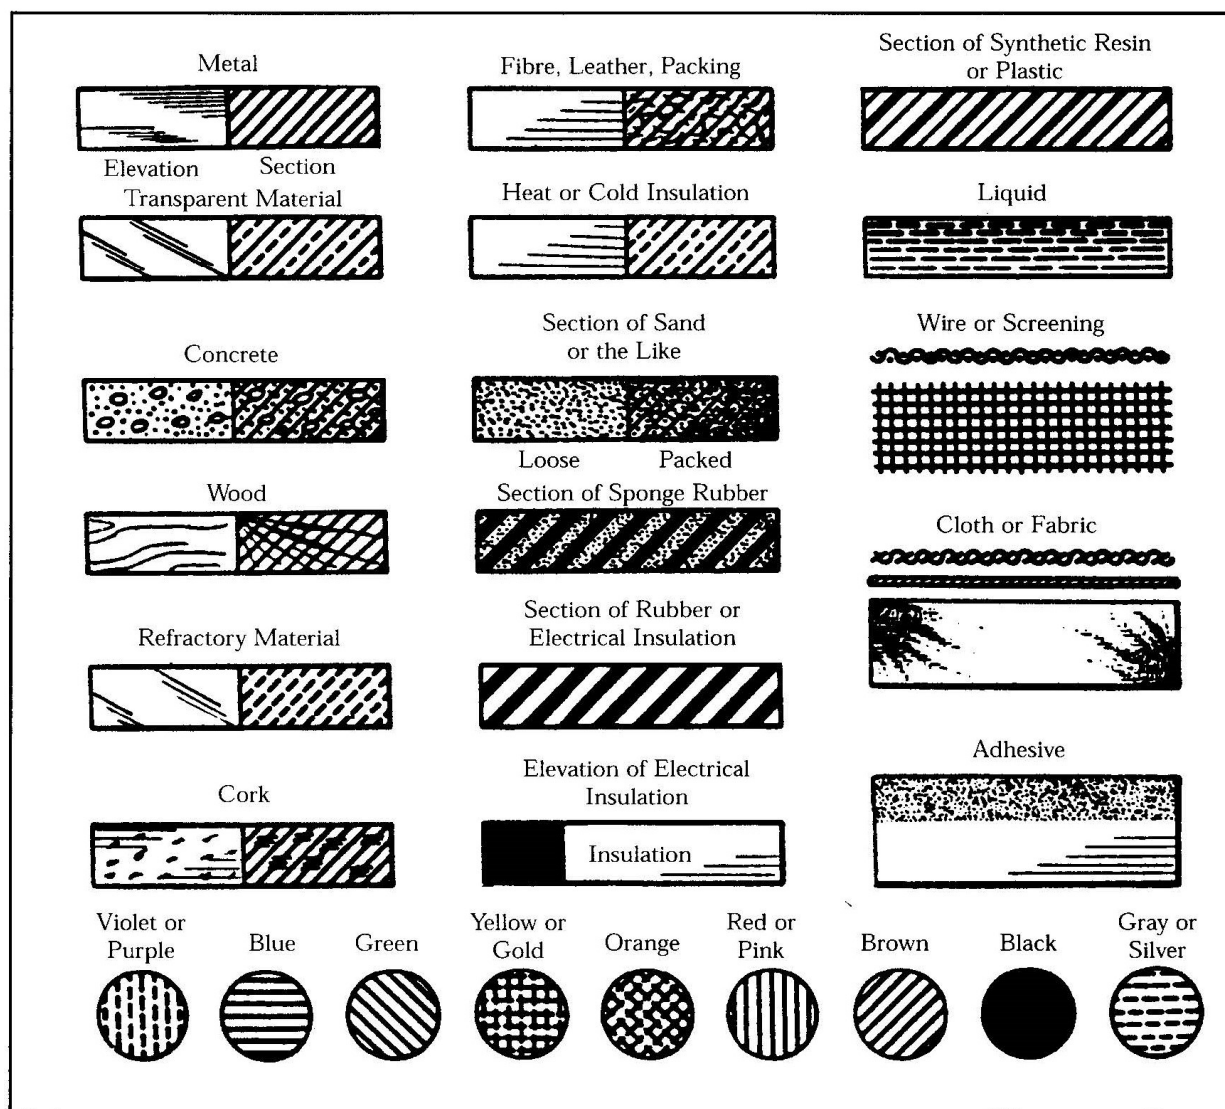 Metal
Elevation
Section
Transparent Material
Concrete
Wood
Refractory Material
Cork
Fibre, Leather, Packing
Heat or Cold Insulation
Section of Sand
or the Like
Loose
Packed
Section of Sponge Rubber
Section of Rubber or
Electrical Insulation
Elevation of Electrical
Insulation
Insulation
Section of Synthetic Resin
or Plastic
Liquid
Wire or Screening
Cloth or Fabric
Adhesive
Violet or
Purple
Blue
Green
Yellow or
Gold
Orange
Red or
Pink
Brown
Black
Gray or
Silver